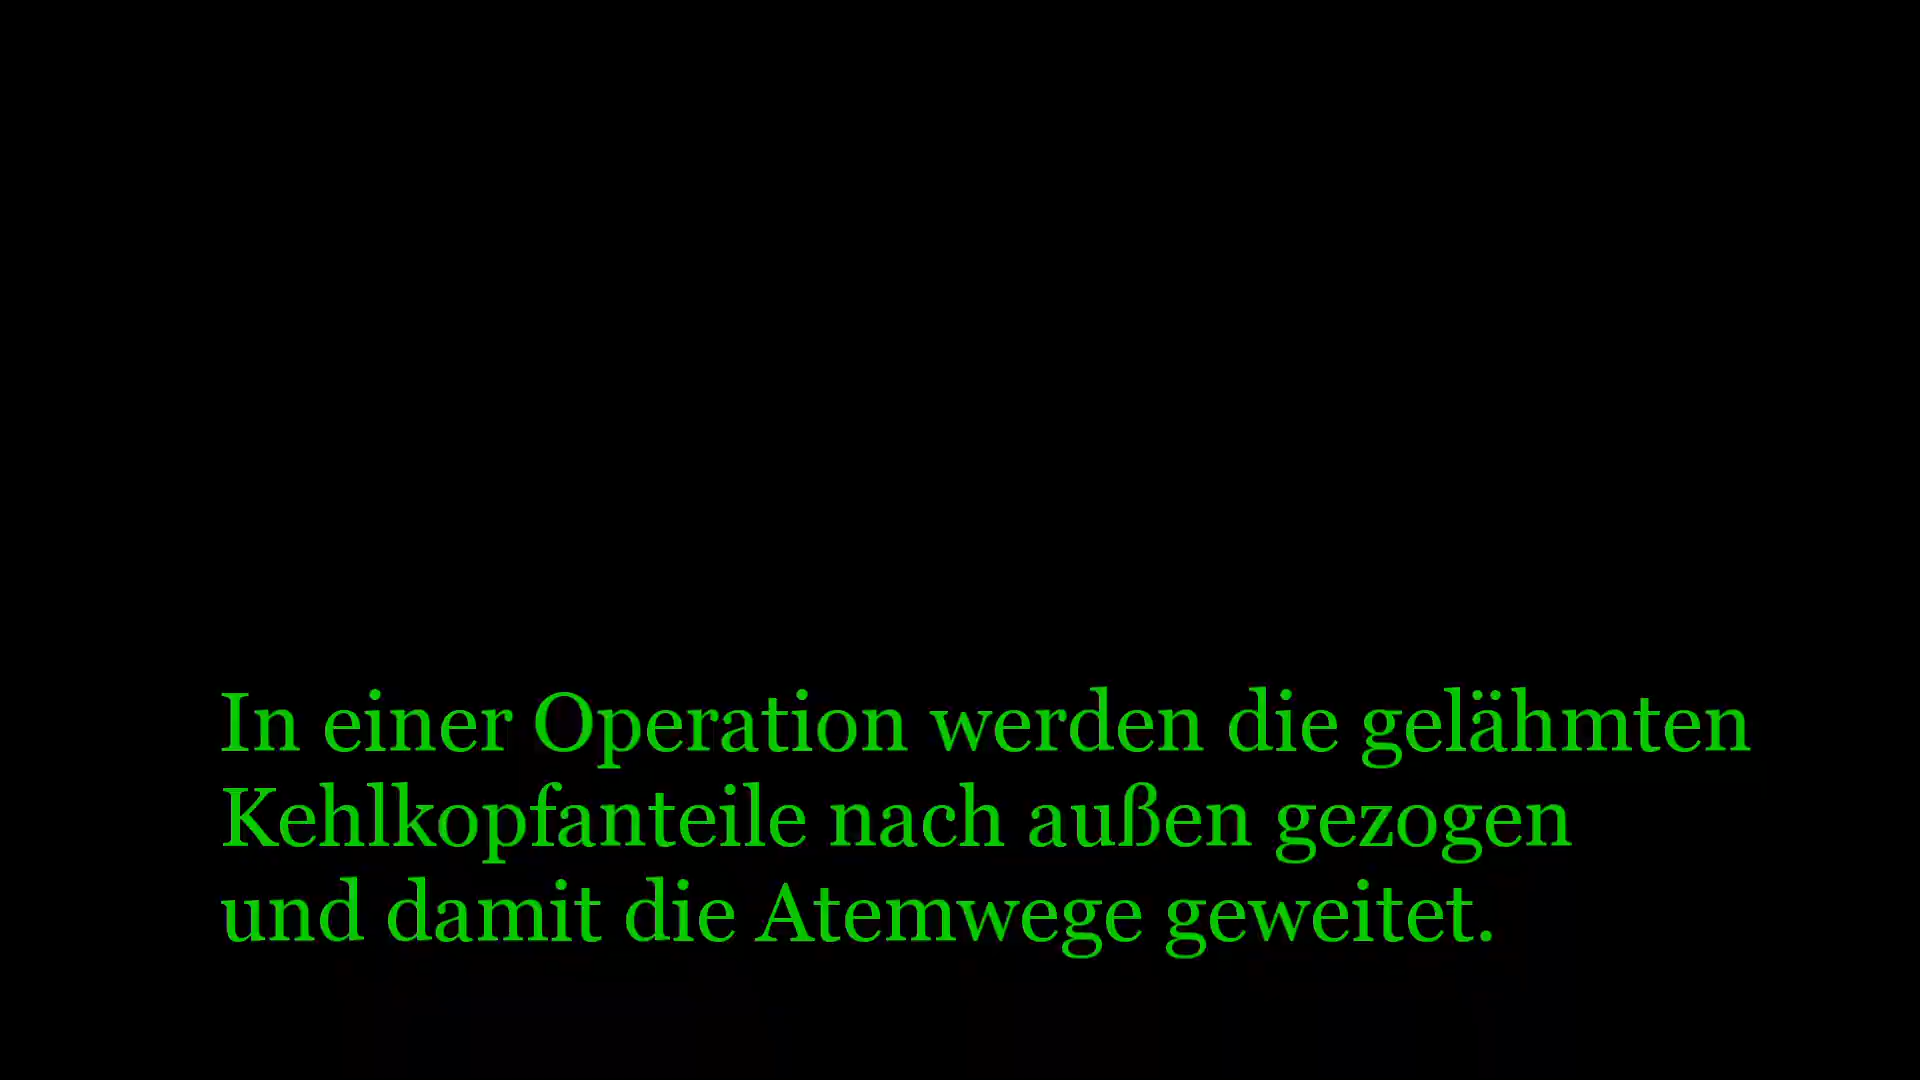 In einer Operation werden die gelähmten
Kehlkopfanteile nach außen gezogen
und damit die Atemwege geweitet.